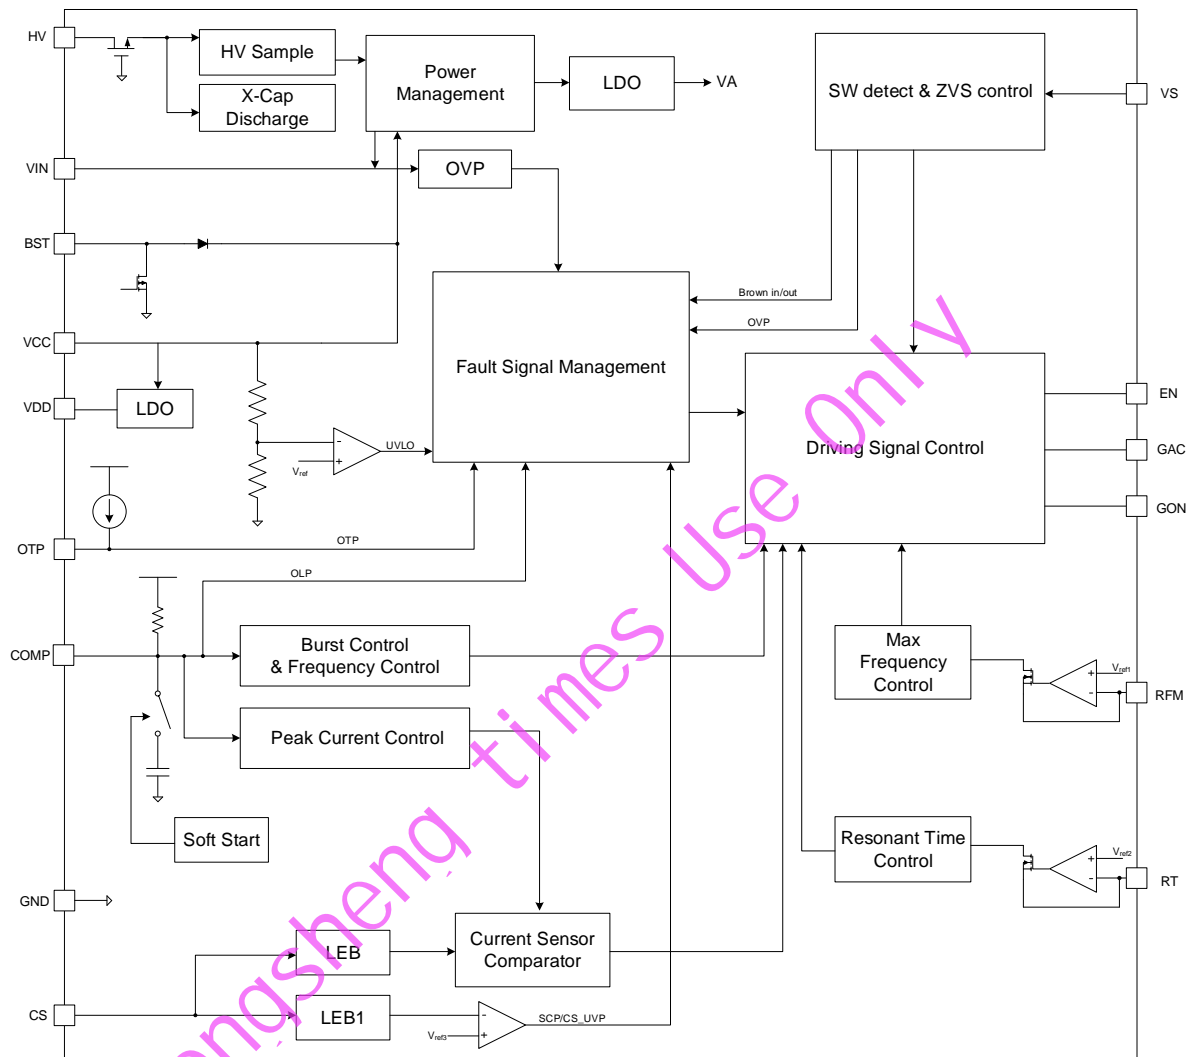 HV
HV Sample
X-Cap
Discharge
Power
Management
LDO
VA
SW detect & ZVS control
VS
VIN
OVP
BST
Brown in/out
OVP
VCC
Fault Signal Management
VDD
LDO
EN
UVLO
Vref
Driving Signal Control
GAC
GON
OTP
OTP
OLP
COMP
Burst Control
& Frequency Control
Max
Frequency
Control
Vref1
RFM
Peak Current Control
Soft Start
Resonant Time
Control
Vref2
RT
GND
LEB
Current Sensor
Comparator
CS
LEB1
Vref3
SCP/CS_UVP
ngsheng times Use Only